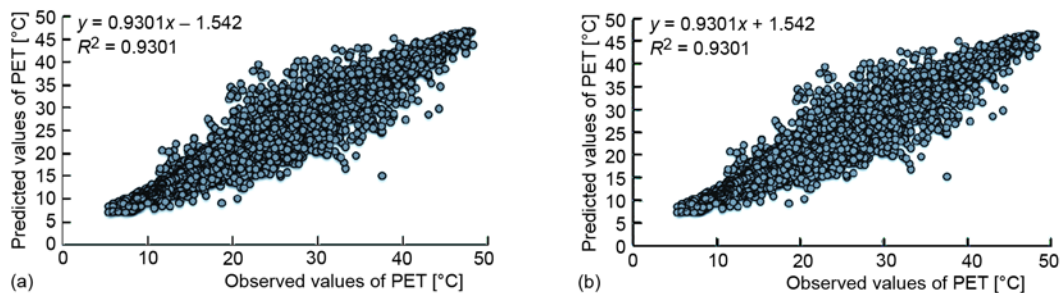 y = 0.9301x – 1.542
R² = 0.9301
Predicted values of PET [°C]
50
45
40
35
30
25
20
15
10
5
0
0 10 20 30 40 50
(a) Observed values of PET [°C]
y = 0.9301x + 1.542
R² = 0.9301
Predicted values of PET [°C]
50
45
40
35
30
25
20
15
10
5
0
0 10 20 30 40 50
(b) Observed values of PET [°C]